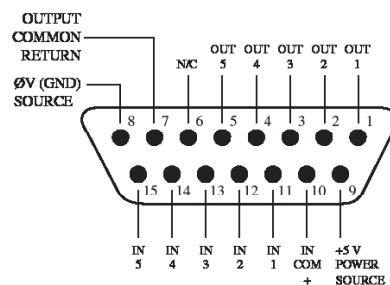 OUTPUT
COMMON
RETURN
ØV (GND)
SOURCE
N/C
OUT
5
OUT
4
OUT
3
OUT
2
OUT
1
8 7 6 5 4 3 2 1
15 14 13 12 11 10 9
IN
5
IN
4
IN
3
IN
2
IN
1
IN
COM
+
+5 V
POWER
SOURCE